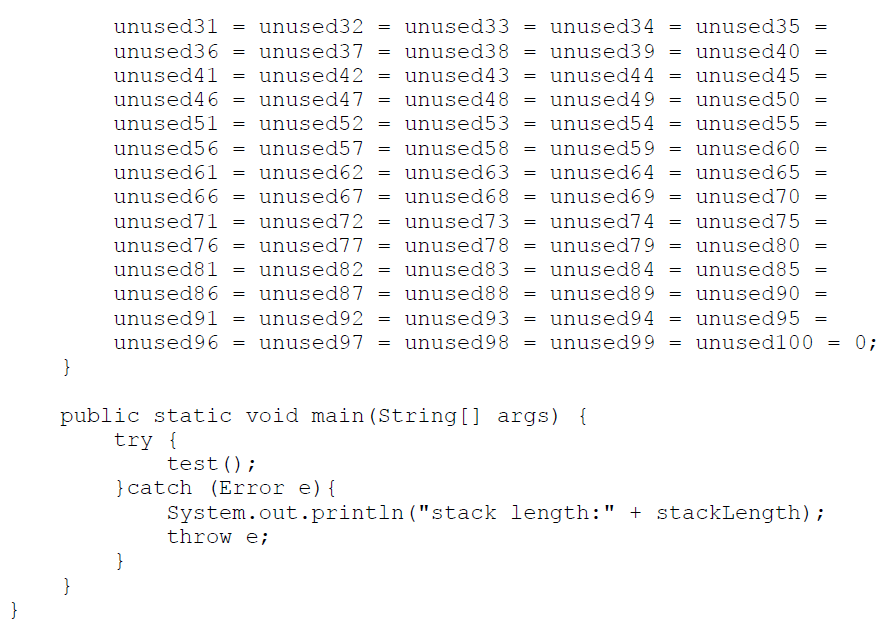 unused31 = unused32 = unused33 = unused34 = unused35 =
unused36 = unused37 = unused38 = unused39 = unused40 =
unused41 = unused42 = unused43 = unused44 = unused45 =
unused46 = unused47 = unused48 = unused49 = unused50 =
unused51 = unused52 = unused53 = unused54 = unused55 =
unused56 = unused57 = unused58 = unused59 = unused60 =
unused61 = unused62 = unused63 = unused64 = unused65 =
unused66 = unused67 = unused68 = unused69 = unused70 =
unused71 = unused72 = unused73 = unused74 = unused75 =
unused76 = unused77 = unused78 = unused79 = unused80 =
unused81 = unused82 = unused83 = unused84 = unused85 =
unused86 = unused87 = unused88 = unused89 = unused90 =
unused91 = unused92 = unused93 = unused94 = unused95 =
unused96 = unused97 = unused98 = unused99 = unused100 = 0;
}
public static void main(String[] args) {
try {
test();
}catch (Error e){
System.out.println("stack length:" + stackLength);
throw e;
}
}
}